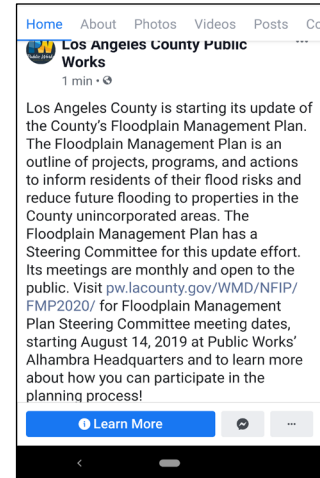 Home About Photos Videos Posts Co
Los Angeles County Public
Works
1 min
Los Angeles County is starting its update of
the County's Floodplain Management Plan.
The Floodplain Management Plan is an
outline of projects, programs, and actions
to inform residents of their flood risks and
reduce future flooding to properties in the
County unincorporated areas. The
Floodplain Management Plan has a
Steering Committee for this update effort.
Its meetings are monthly and open to the
public. Visit pw.lacounty.gov/WMD/NFIP/
FMP2020/ for Floodplain Management
Plan Steering Committee meeting dates,
starting August 14, 2019 at Public Works'
Alhambra Headquarters and to learn more
about how you can participate in the
planning process!
Learn More